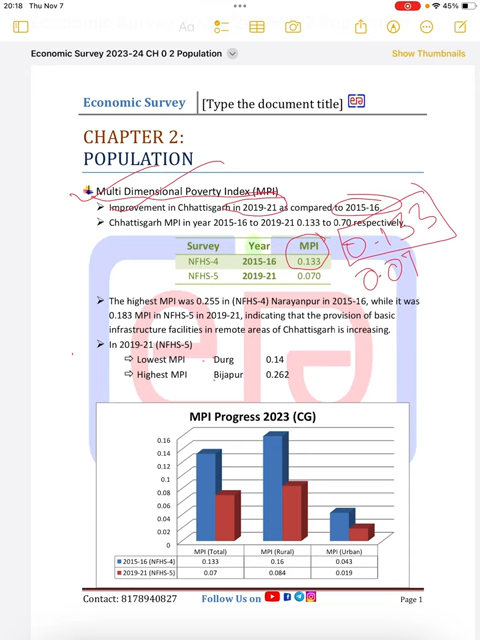 20:18 Thu Nov 7
45%
Aa
Economic Survey 2023-24 CH 0 2 Population
Show Thumbnails
Economic Survey [Type the document title]
CHAPTER 2:
POPULATION
Multi Dimensional Poverty Index (MPI)
Improvement in Chhattisgarh in 2019-21 as compared to 2015-16.
Chhattisgarh MPI in year 2015-16 to 2019-21 0.133 to 0.70 respectively.
0.133
0.07
Survey Year MPI
NFHS-4 2015-16 0.133
NFHS-5 2019-21 0.070
The highest MPI was 0.255 in (NFHS-4) Narayanpur in 2015-16, while it was
0.183 MPI in NFHS-5 in 2019-21, indicating that the provision of basic
infrastructure facilities in remote areas of Chhattisgarh is increasing.
In 2019-21 (NFHS-5)
Lowest MPI Durg 0.14
Highest MPI Bijapur 0.262
MPI Progress 2023 (CG)
0.16
0.14
0.12
0.1
0.08
0.06
0.04
0.02
0
MPI (Total) MPI (Rural) MPI (Urban)
2015-16 (NFHS-4) 0.133 0.16 0.043
2019-21 (NFHS-5) 0.07 0.084 0.019
Contact: 8178940827 Follow Us on Page 1